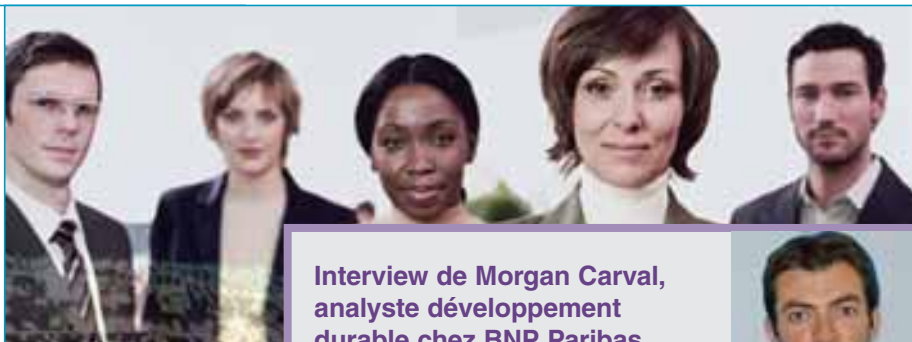 Interview de Morgan Carval,
analyste développement
durable chez BNP Paribas